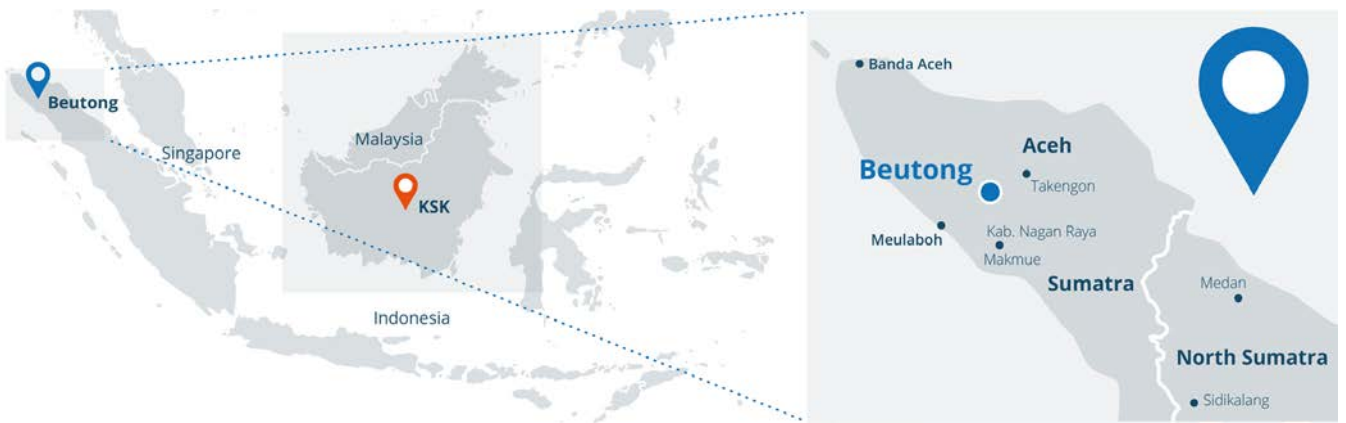 Beutong
Singapore
Malaysia
KSK
Indonesia
Banda Aceh
Aceh
Beutong
Takengon
Meulaboh
Kab. Nagan Raya
Makmue
Sumatra
Medan
North Sumatra
Sidikalang